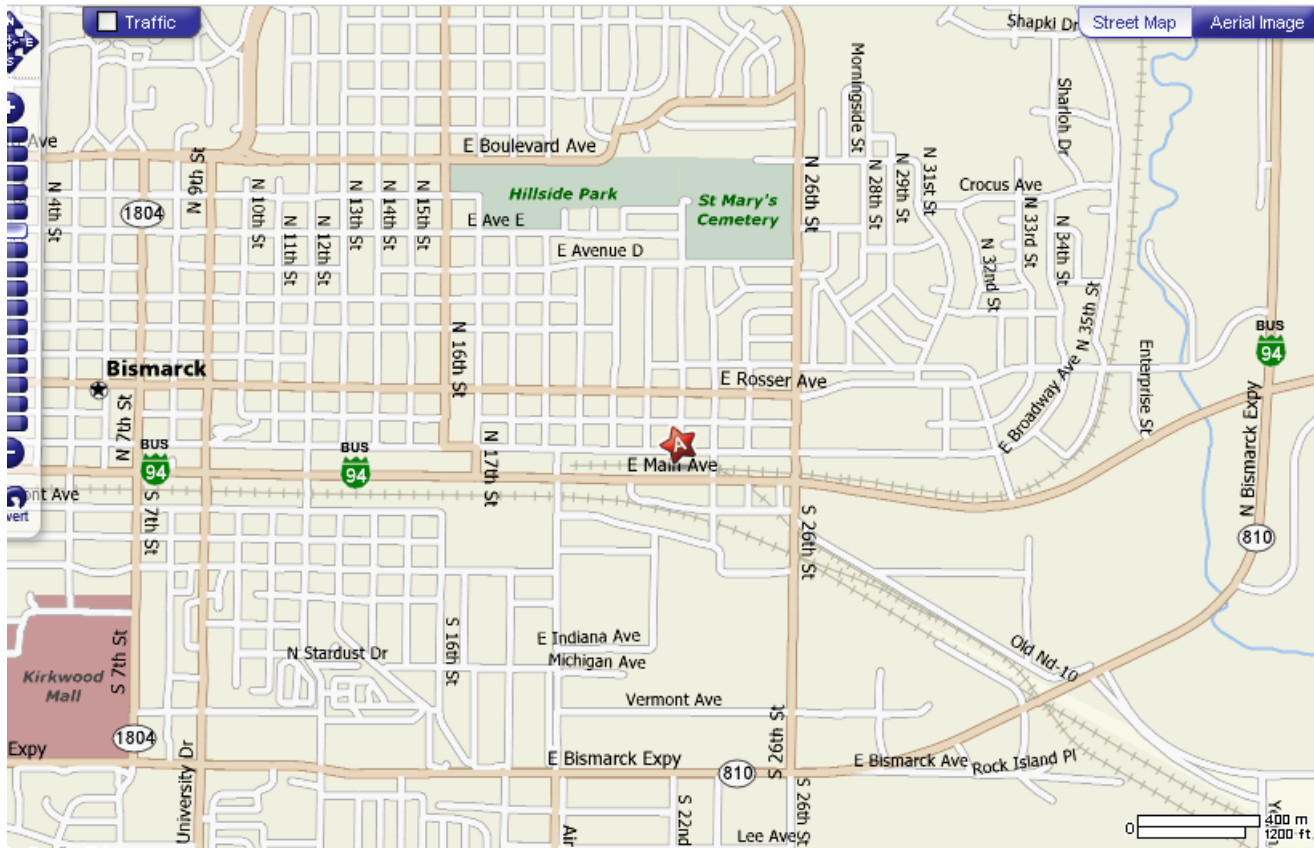 Traffic
Street Map
Aerial Image
Shapki Dr
Morningside St
Sharloh Dr
E Boulevard Ave
Ave
N 9th St
N 4th St
1804
N 10th St
N 11th St
N 12th St
N 13th St
N 14th St
N 15th St
Hillside Park
E Ave E
St Mary's
Cemetery
E Avenue D
N 26th St
N 28th St
N 29th St
N 31st St
Crocus Ave
N 32nd St
N 33rd St
N 34th St
N 35th St
BUS
94
Bismarck
N 16th St
E Rosser Ave
E Broadway Ave
Enterprise St
N Bismarck Expy
N 7th St
BUS
94
BUS
94
N 17th St
A
E Main Ave
ont Ave
S 7th St
S 26th St
810
S 7th St
Kirkwood
Mall
N Stardust Dr
S 16th St
E Indiana Ave
Michigan Ave
Old Nd-10
Vermont Ave
1804
Expy
University Dr
E Bismarck Expy
810
S 26th St
E Bismarck Ave
Rock Island Pl
S 26th St
S 22nd
Air
Lee Ave
0
400 m
1200 ft